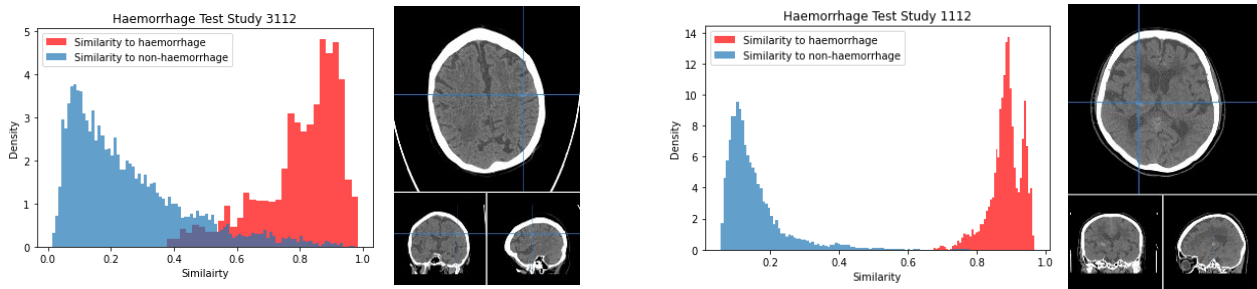 Haemorrhage Test Study 3112
Similarity to haemorrhage
Similarity to non-haemorrhage
5
4
3
2
1
0
Density
0.0 0.2 0.4 0.6 0.8 1.0
Similairty
Haemorrhage Test Study 1112
Similarity to haemorrhage
Similarity to non-haemorrhage
14
12
10
8
6
4
2
0
Density
0.2 0.4 0.6 0.8 1.0
Similarity